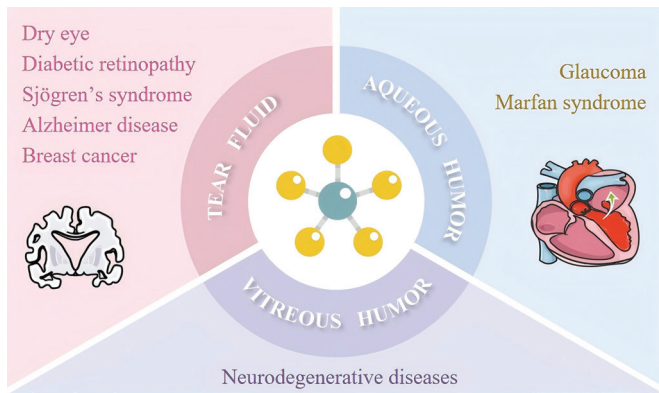 Dry eye
Diabetic retinopathy
Sjögren’s syndrome
Alzheimer disease
Breast cancer
TEAR FLUID
AQUEOUS HUMOR
Glaucoma
Marfan syndrome
VITREOUS HUMOR
Neurodegenerative diseases